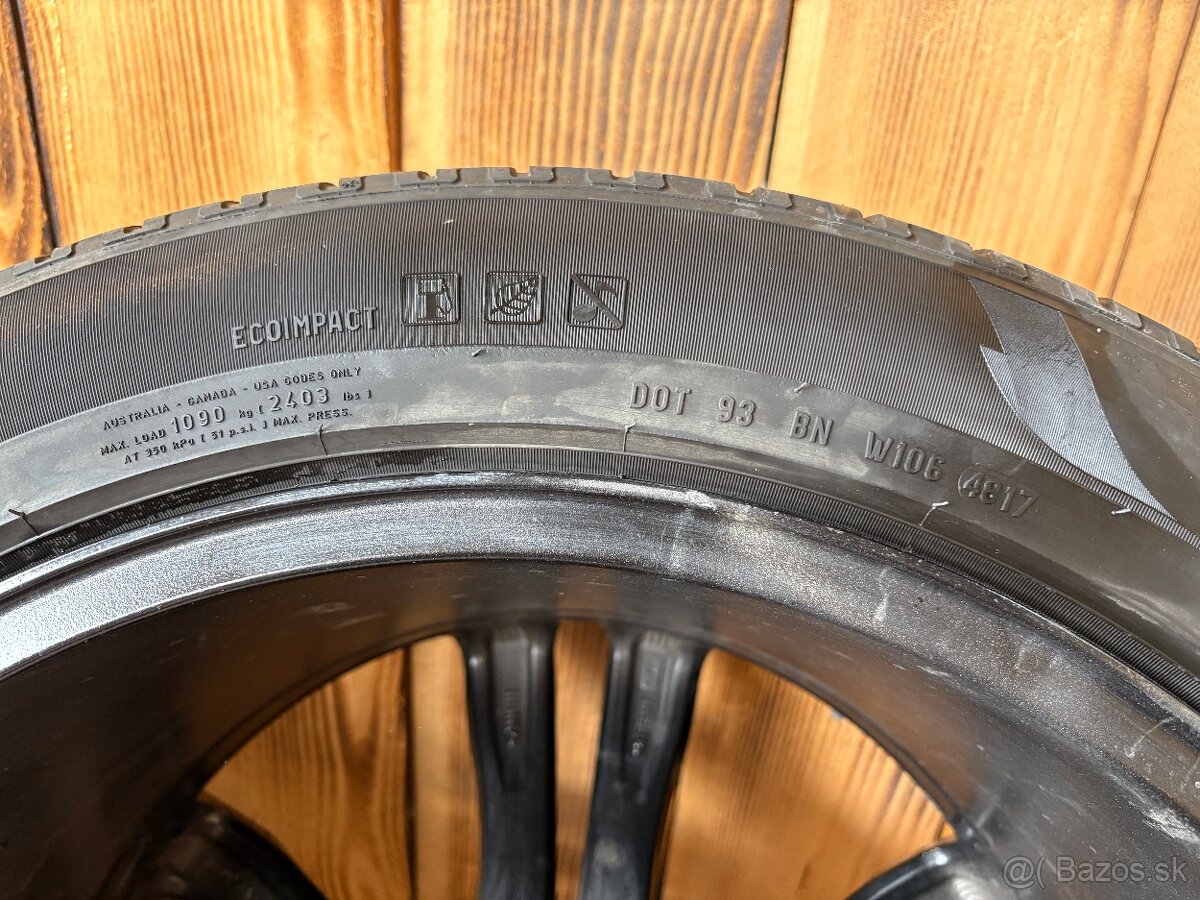 ECOIMPACT
AUSTRALIA - CANADA - USA CODES ONLY
MAX. LOAD 1090 kg ( 2403 lbs )
AT 350 kPa ( 51 p.s.i. ) MAX. PRESS.
DOT 93 BN W106 4817
@( Bazos.sk